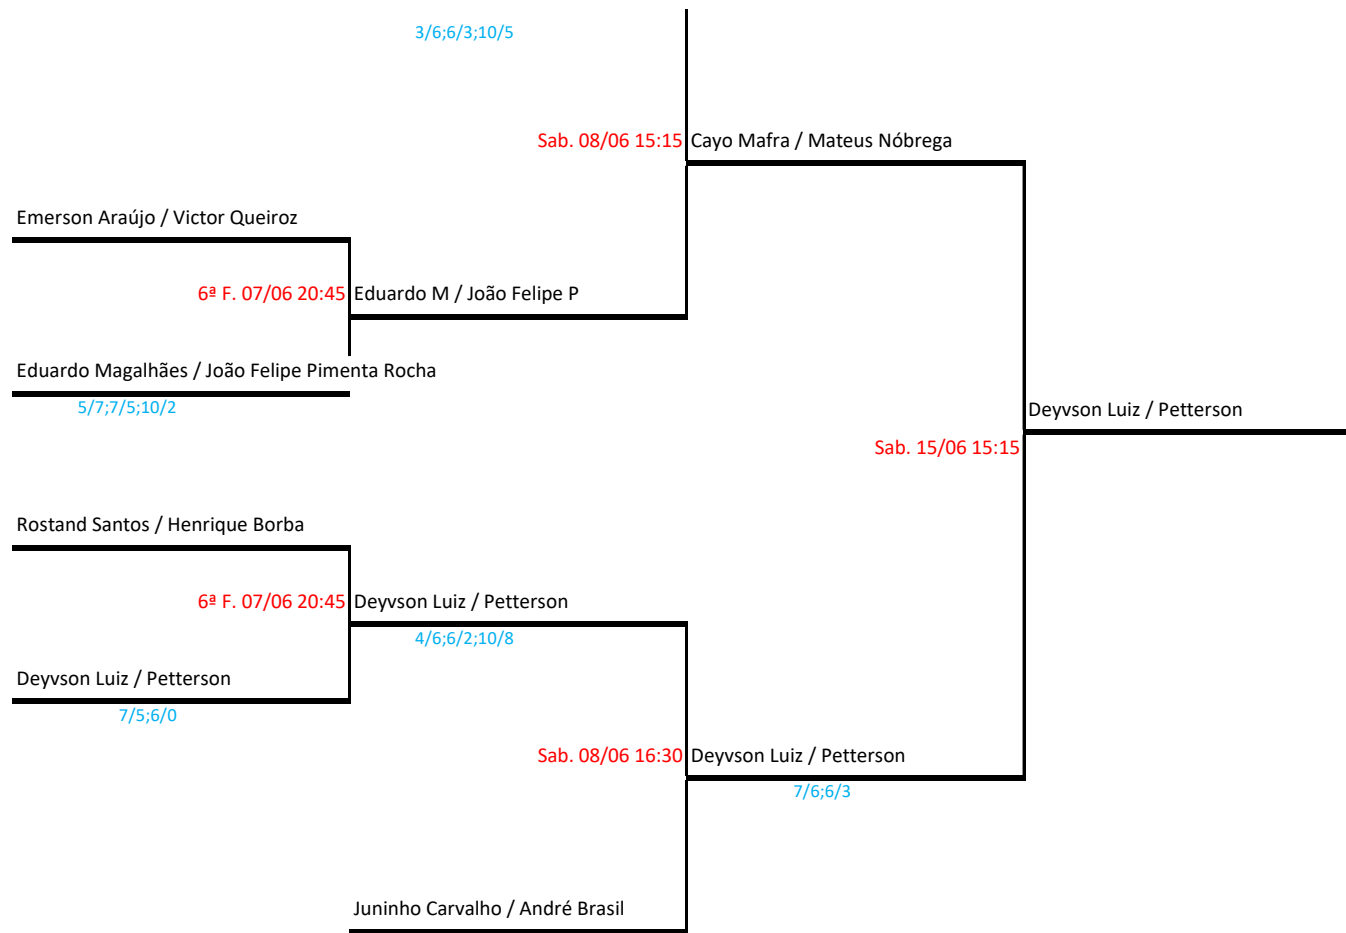 3/6;6/3;10/5
Sab. 08/06 15:15 Cayo Mafra / Mateus Nóbrega
Emerson Araújo / Victor Queiroz
6ª F. 07/06 20:45 Eduardo M / João Felipe P
Eduardo Magalhães / João Felipe Pimenta Rocha
5/7;7/5;10/2
Deyvson Luiz / Petterson
Sab. 15/06 15:15
Rostand Santos / Henrique Borba
6ª F. 07/06 20:45 Deyvson Luiz / Petterson
4/6;6/2;10/8
Deyvson Luiz / Petterson
7/5;6/0
Sab. 08/06 16:30 Deyvson Luiz / Petterson
7/6;6/3
Juninho Carvalho / André Brasil